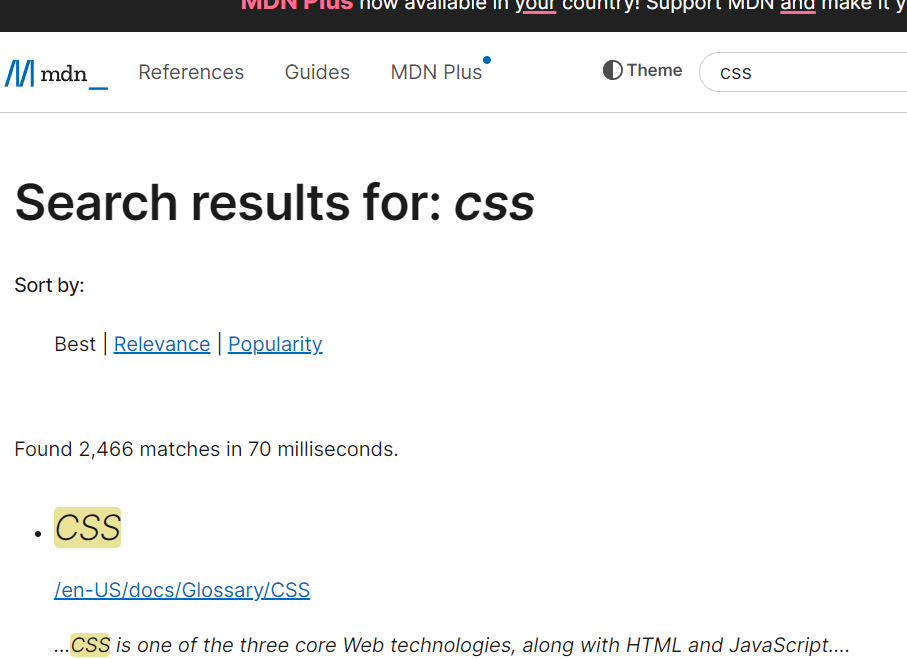 MDN Plus now available in your country! Support MDN and make it
mdn_
References Guides MDN Plus Theme css
Search results for: css
Sort by:
Best | Relevance | Popularity
Found 2,466 matches in 70 milliseconds.
• CSS
/en-US/docs/Glossary/CSS
...CSS is one of the three core Web technologies, along with HTML and JavaScript....